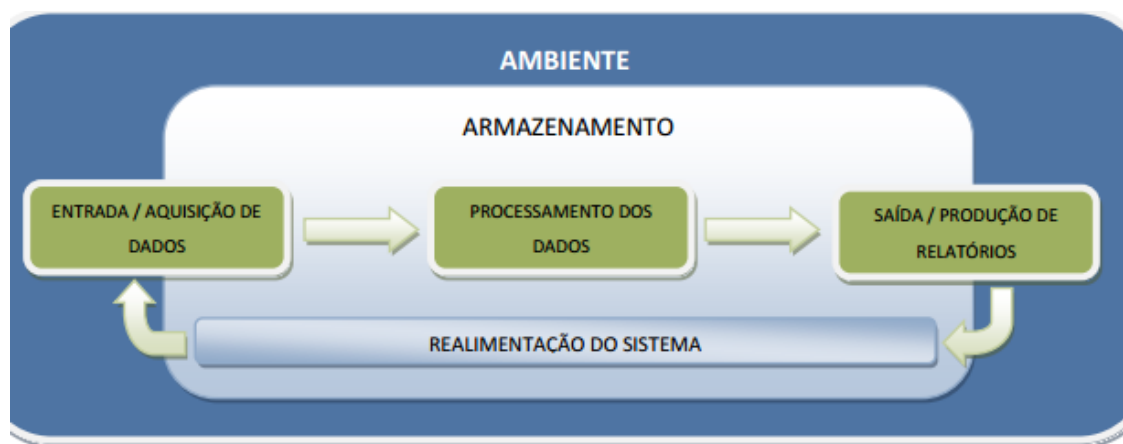 AMBIENTE
ARMAZENAMENTO
ENTRADA / AQUISIÇÃO DE
DADOS
PROCESSAMENTO DOS
DADOS
SAÍDA / PRODUÇÃO DE
RELATÓRIOS
REALIMENTAÇÃO DO SISTEMA